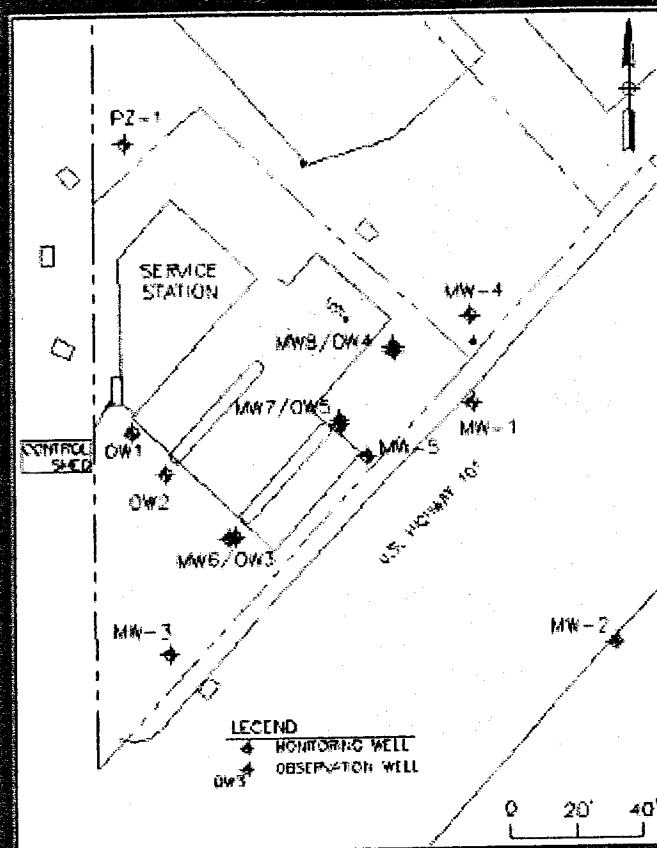 PZ-1
SERVICE
STATION
MW-4
MW8/OW4
MW7/OW5
MW-1
MW-5
OW1
CONTROL
SHED
OW2
U.S. HIGHWAY 101
MW6/OW3
MW-3
MW-2
LEGEND
MONITORING WELL
OBSERVATION WELL
OW3
0 20' 40'